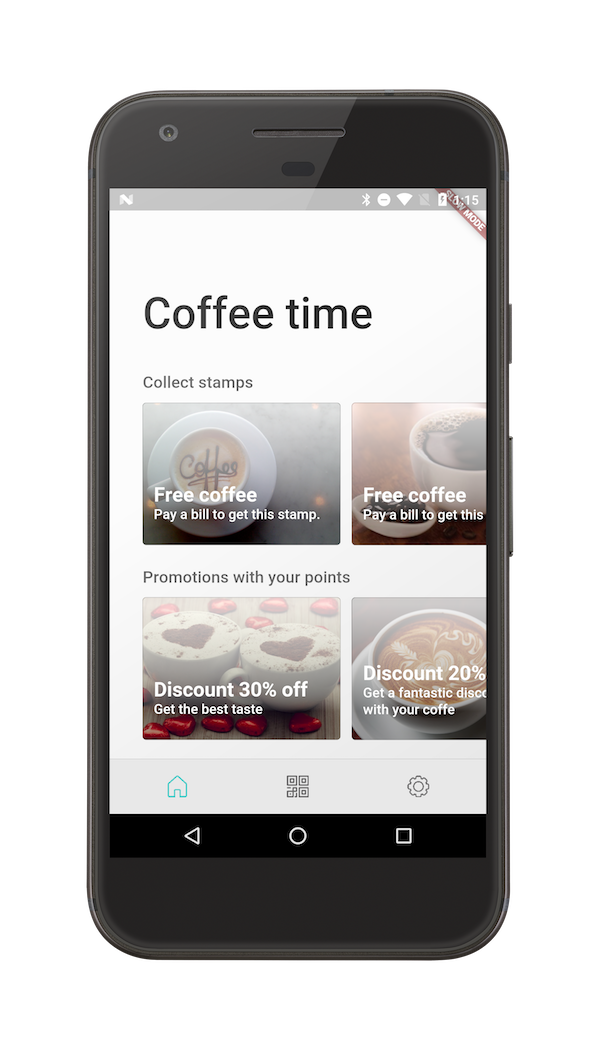 1:15
SLOW MODE
Coffee time
Collect stamps
Coffee
Free coffee
Pay a bill to get this stamp.
Free coffee
Pay a bill to get this
Promotions with your points
Discount 30% off
Get the best taste
Discount 20%
Get a fantastic disco
with your coffe